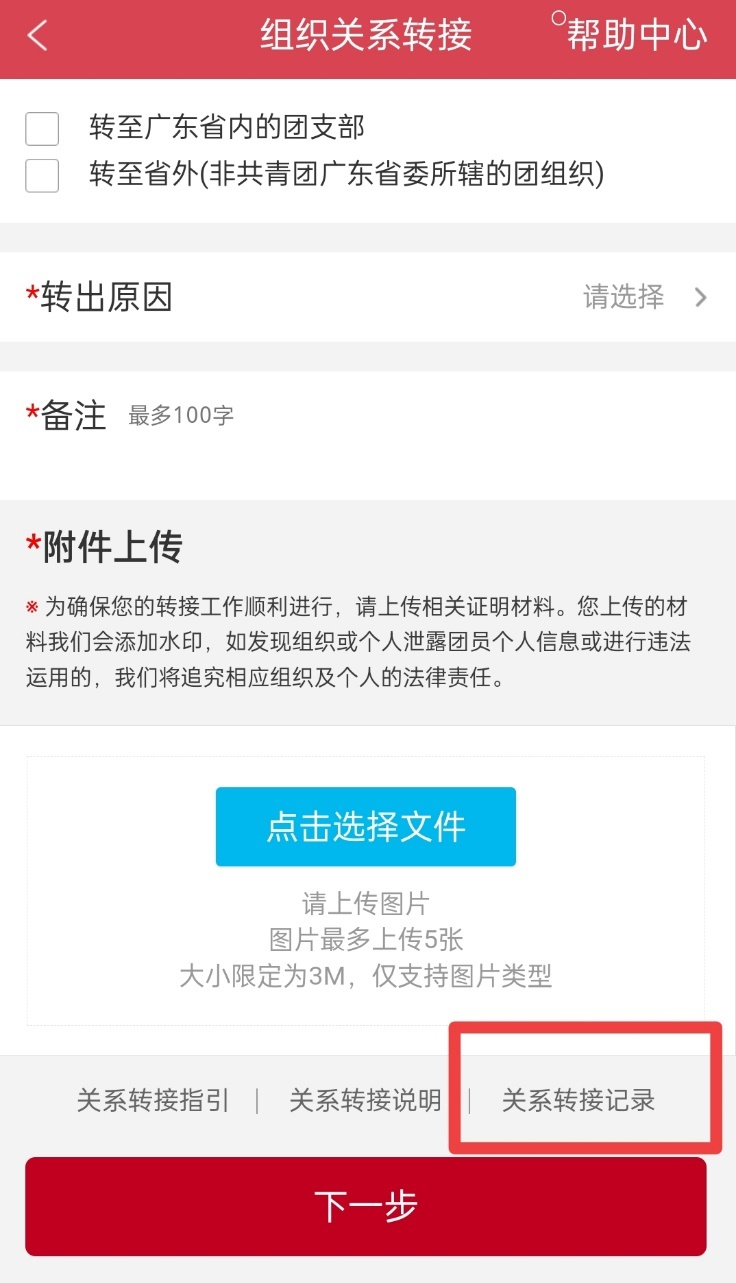 组织关系转接 帮助中心
转至广东省内的团支部
转至省外(非共青团广东省委所辖的团组织)
*转出原因 请选择
*备注 最多100字
*附件上传
※ 为确保您的转接工作顺利进行，请上传相关证明材料。您上传的材
料我们会添加水印，如发现组织或个人泄露团员个人信息或进行违法
运用的，我们将追究相应组织及个人的法律责任。
点击选择文件
请上传图片
图片最多上传5张
大小限定为3M，仅支持图片类型
关系转接指引 | 关系转接说明 | 关系转接记录
下一步